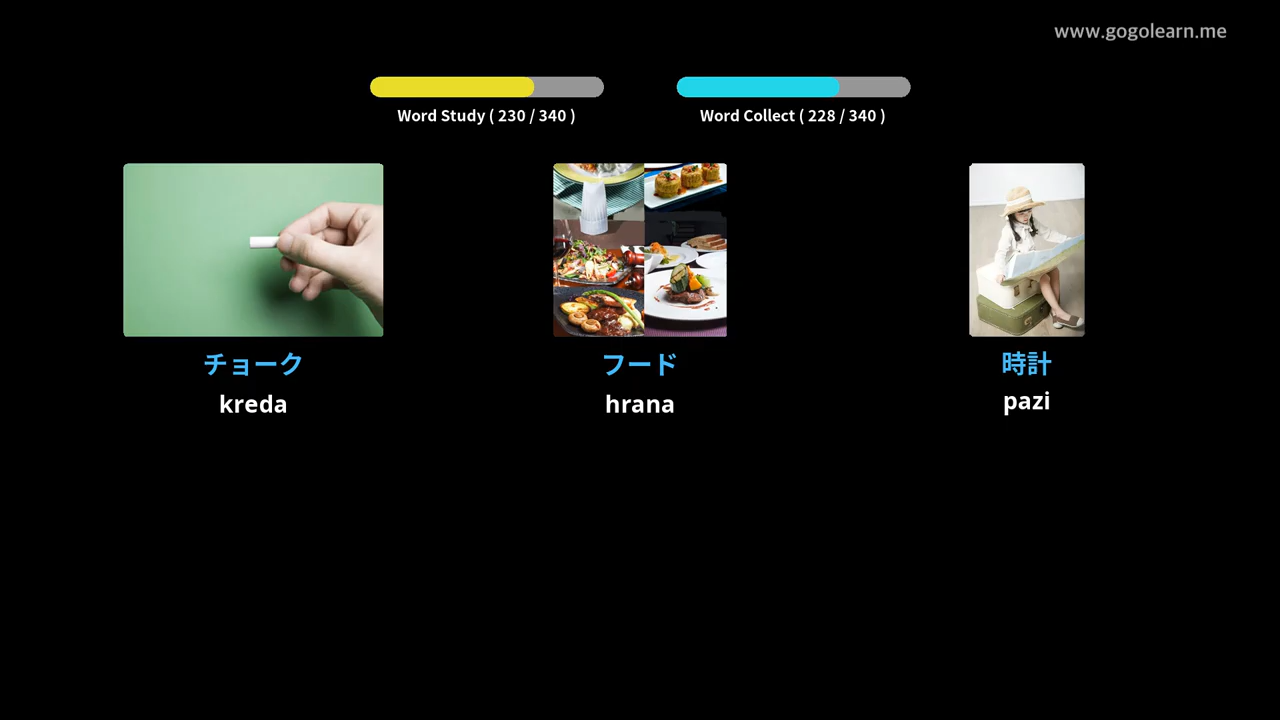 www.gogolearn.me
Word Study ( 230 / 340 )
Word Collect ( 228 / 340 )
チョーク
フード
時計
kreda
hrana
pazi